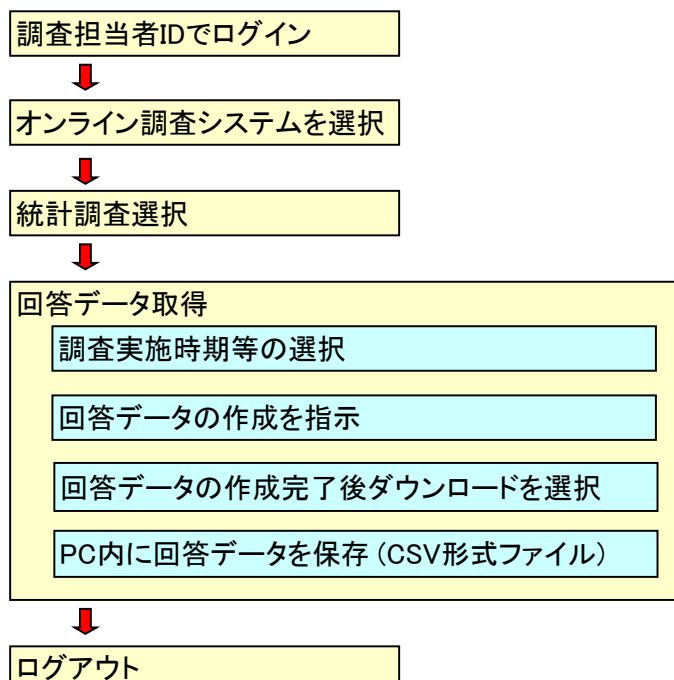 調査担当者IDでログイン
オンライン調査システムを選択
統計調査選択
回答データ取得
調査実施時期等の選択
回答データの作成を指示
回答データの作成完了後ダウンロードを選択
PC内に回答データを保存 (CSV形式ファイル)
ログアウト